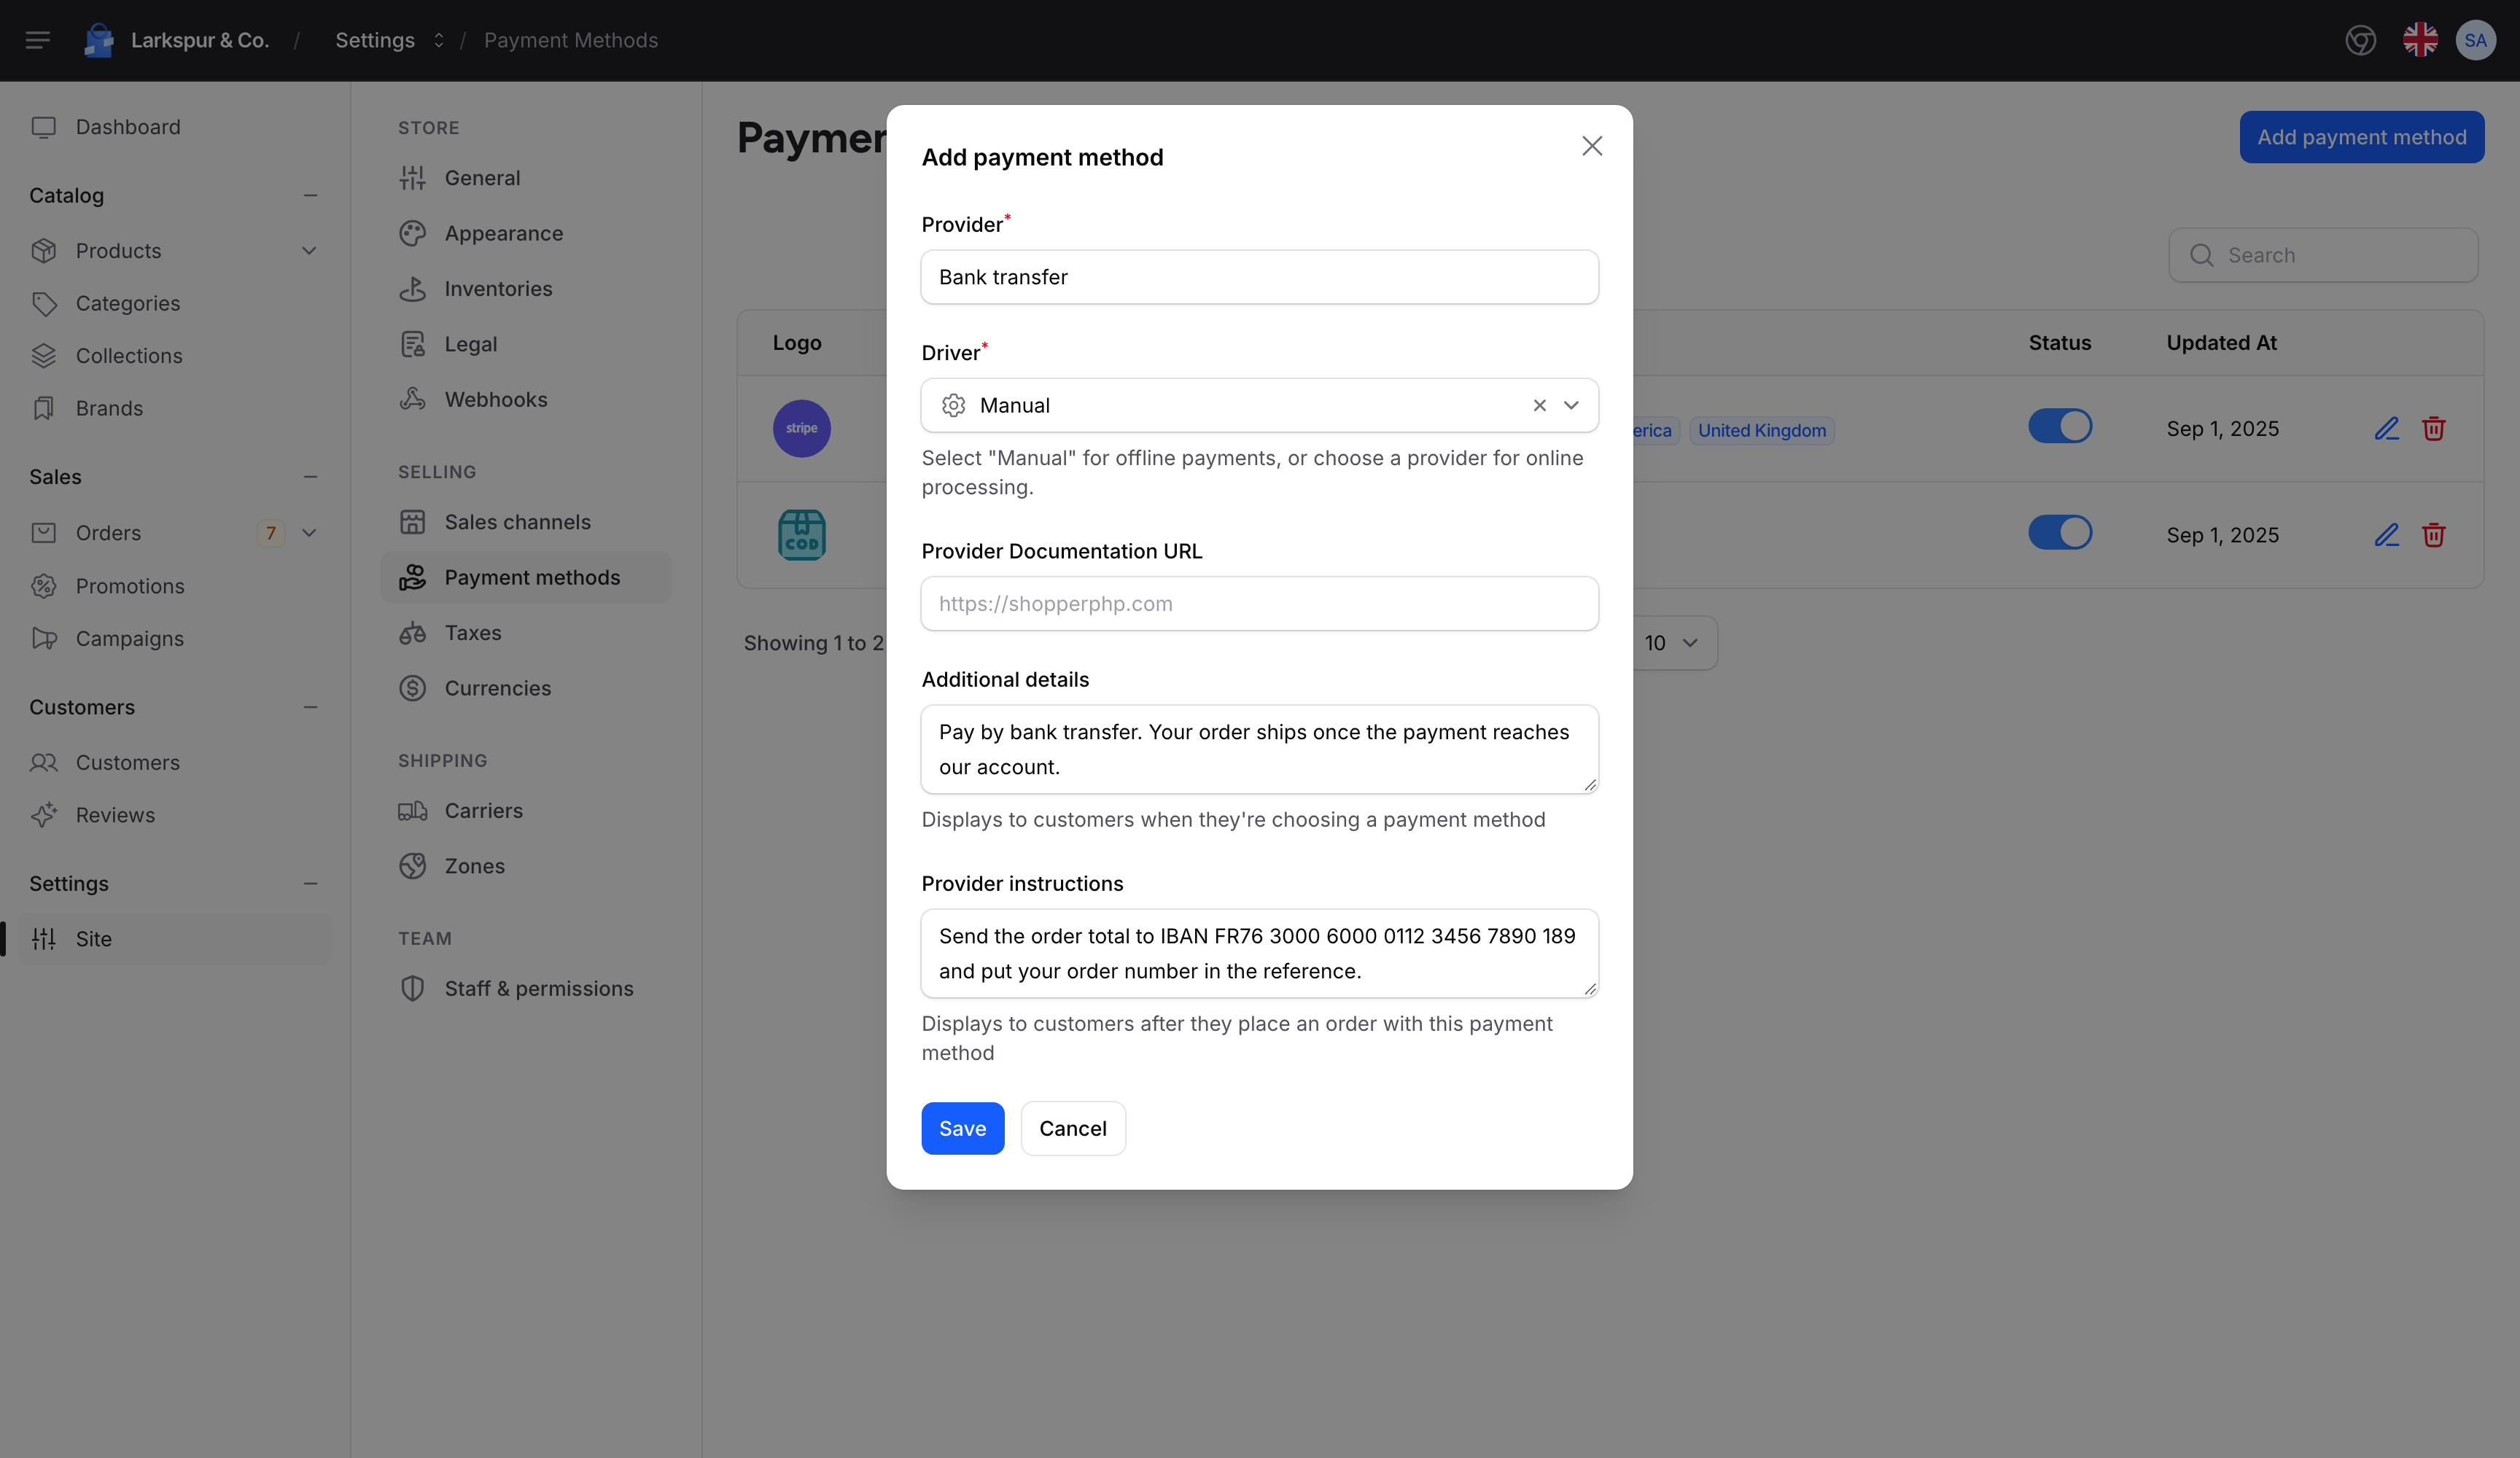 Larkspur & Co. / Settings / Payment Methods
SA
Dashboard
Catalog
Products
Categories
Collections
Brands
Sales
Orders 7
Promotions
Campaigns
Customers
Customers
Reviews
Settings
Site
STORE
General
Appearance
Inventories
Legal
Webhooks
SELLING
Sales channels
Payment methods
Taxes
Currencies
SHIPPING
Carriers
Zones
TEAM
Staff & permissions
Add payment method
Search
Logo
Status
Updated At
stripe
United Kingdom
Sep 1, 2025
COD
Sep 1, 2025
Showing 1 to 2
10
Add payment method
Provider*
Bank transfer
Driver*
Manual
Select "Manual" for offline payments, or choose a provider for online
processing.
Provider Documentation URL
https://shopperphp.com
Additional details
Pay by bank transfer. Your order ships once the payment reaches
our account.
Displays to customers when they're choosing a payment method
Provider instructions
Send the order total to IBAN FR76 3000 6000 0112 3456 7890 189
and put your order number in the reference.
Displays to customers after they place an order with this payment
method
Save
Cancel